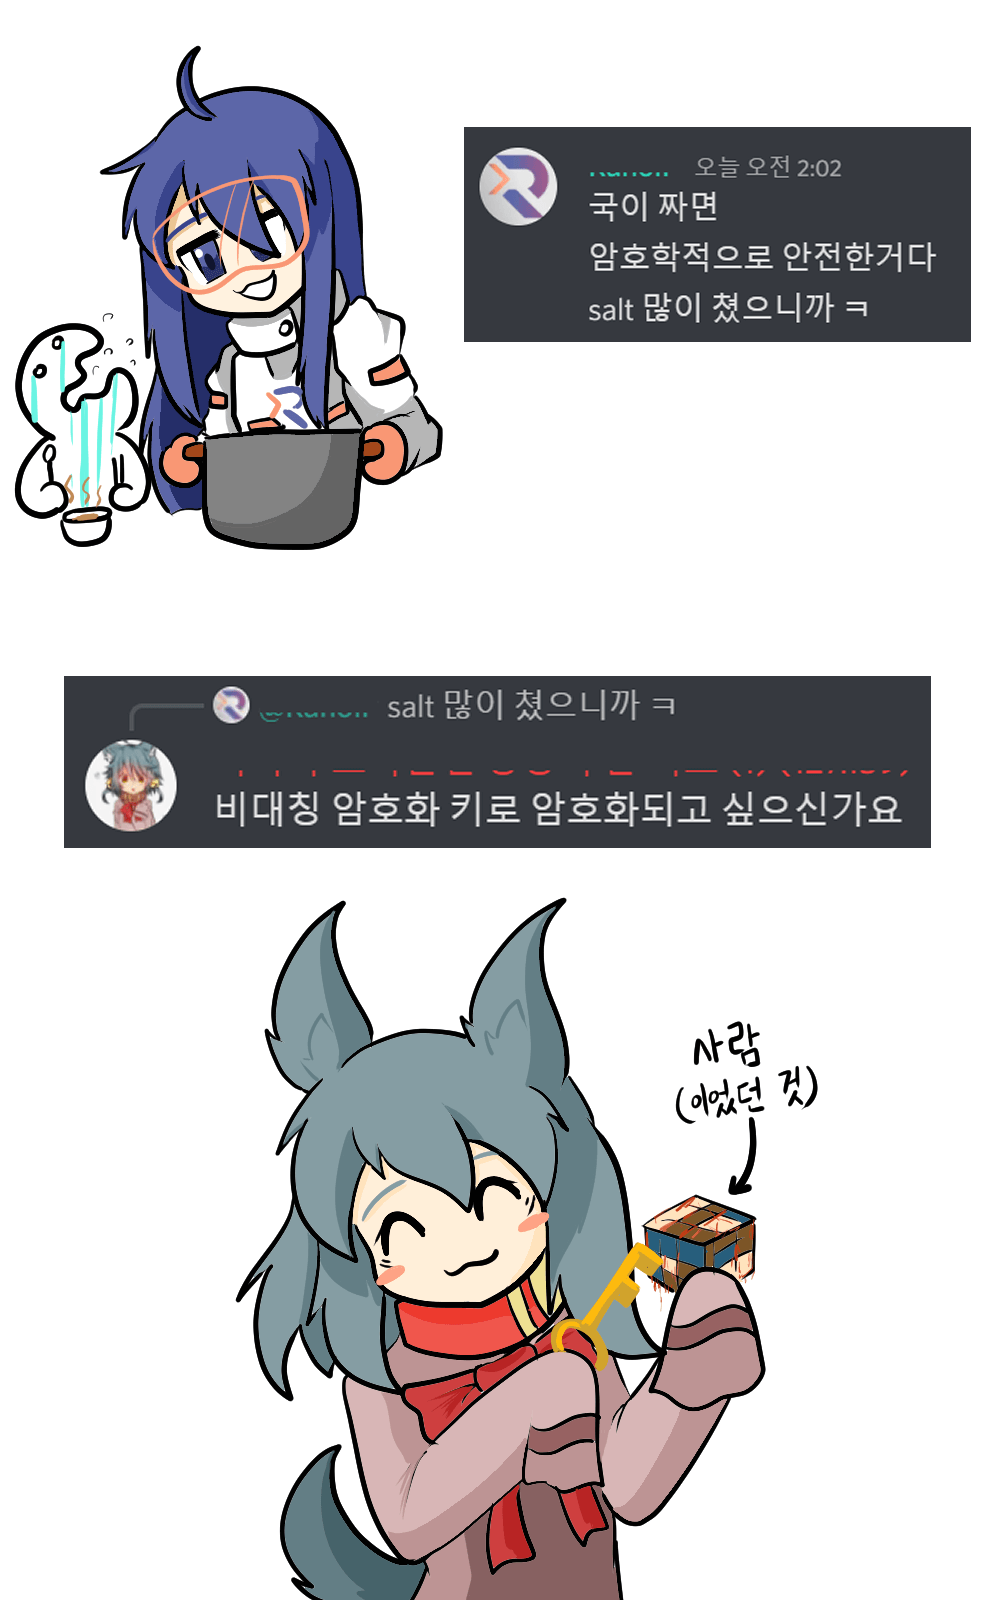 오늘 오전 2:02
국이 짜면
암호학적으로 안전한거다
salt 많이 쳤으니까 ㅋ
salt 많이 쳤으니까 ㅋ
비대칭 암호화 키로 암호화되고 싶으신가요
사람
(이었던 것)